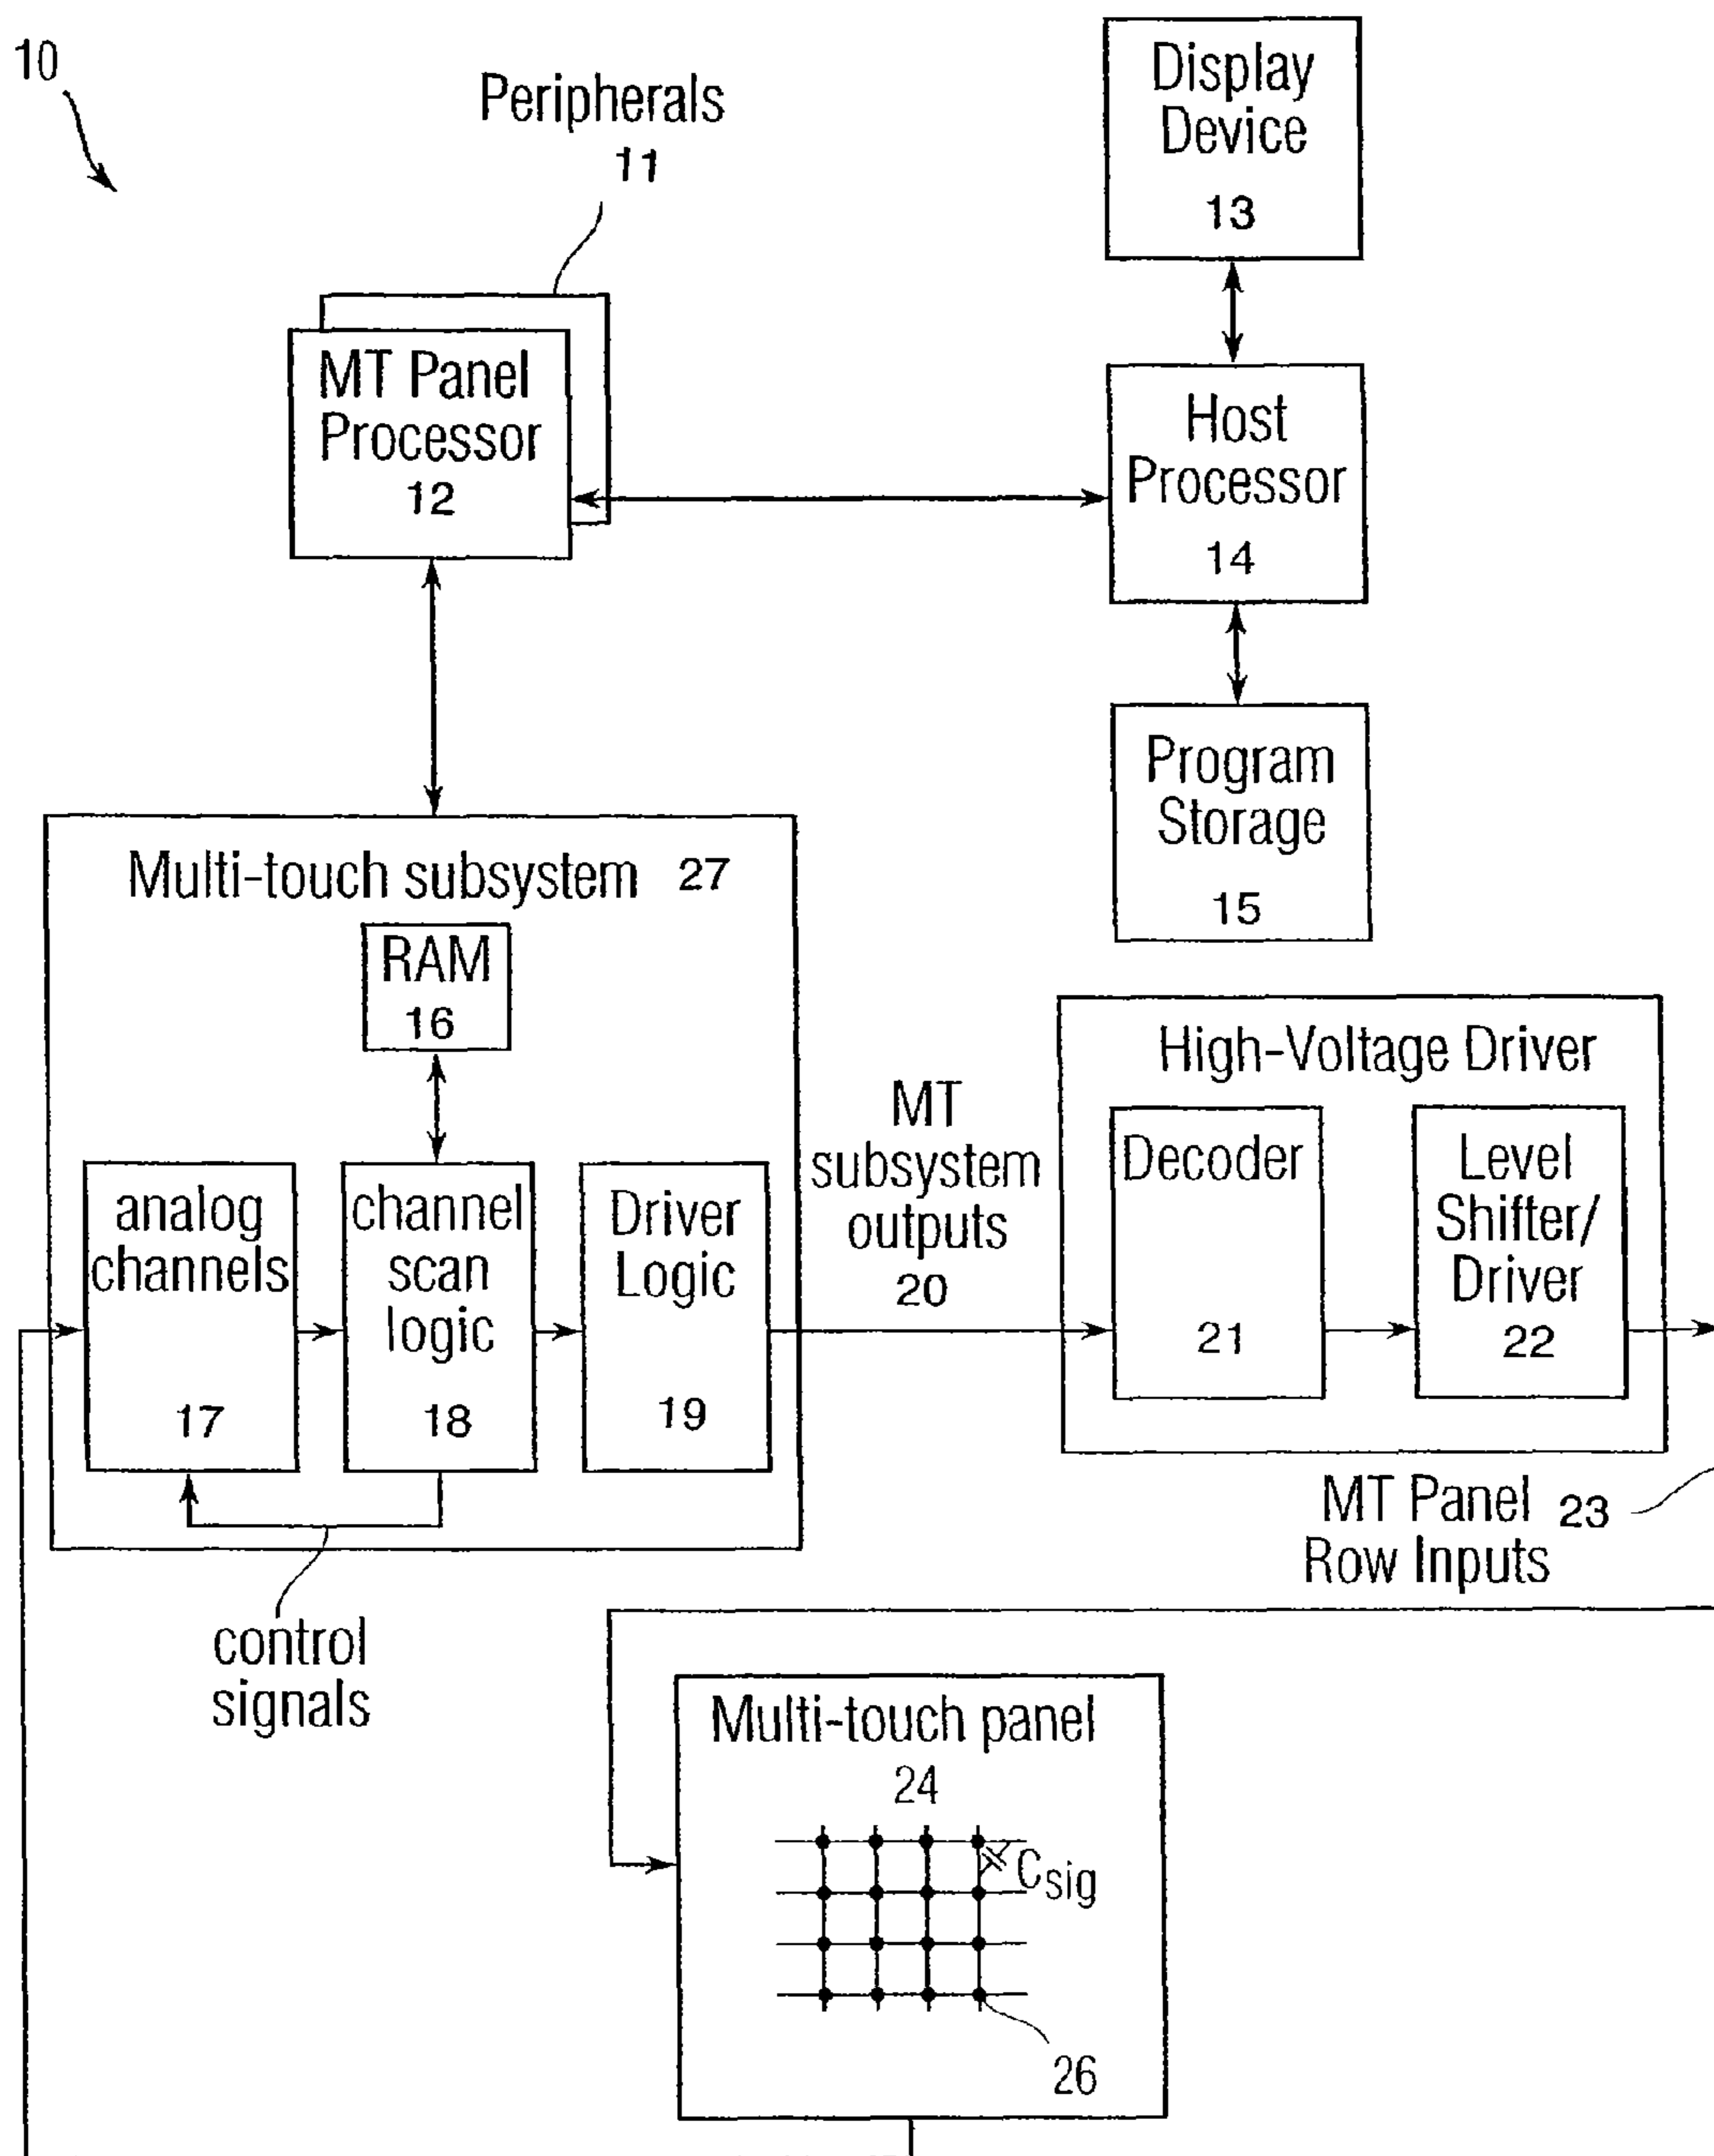 10
Peripherals
11
Display
Device
13
MT Panel
Processor
12
Host
Processor
14
Program
Storage
15
Multi-touch subsystem 27
RAM
16
analog
channels
17
channel
scan
logic
18
Driver
Logic
19
control
signals
MT
subsystem
outputs
20
High-Voltage Driver
Decoder
21
Level
Shifter/
Driver
22
MT Panel 23
Row Inputs
Multi-touch panel
24
Csig
26